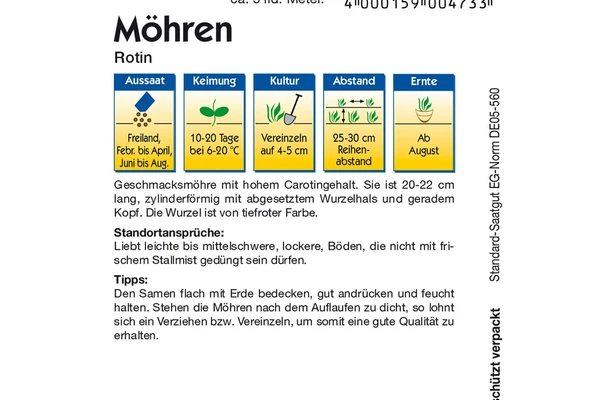 ca. 5 lfd. Meter.
4 000159 004733
Möhren
Rotin
Aussaat
Freiland,
Febr. bis April,
Juni bis Aug.
Keimung
10-20 Tage
bei 6-20 °C
Kultur
Vereinzeln
auf 4-5 cm
Abstand
25-30 cm
Reihen-
abstand
Ernte
Ab
August
Geschmacksmöhre mit hohem Carotingehalt. Sie ist 20-22 cm
lang, zylinderförmig mit abgesetztem Wurzelhals und geradem
Kopf. Die Wurzel ist von tiefroter Farbe.
Standortansprüche:
Liebt leichte bis mittelschwere, lockere, Böden, die nicht mit fri-
schem Stallmist gedüngt sein dürfen.
Tipps:
Den Samen flach mit Erde bedecken, gut andrücken und feucht
halten. Stehen die Möhren nach dem Auflaufen zu dicht, so lohnt
sich ein Verziehen bzw. Vereinzeln, um somit eine gute Qualität zu
erhalten.
Standard-Saatgut EG-Norm DE05-560
schützt verpackt